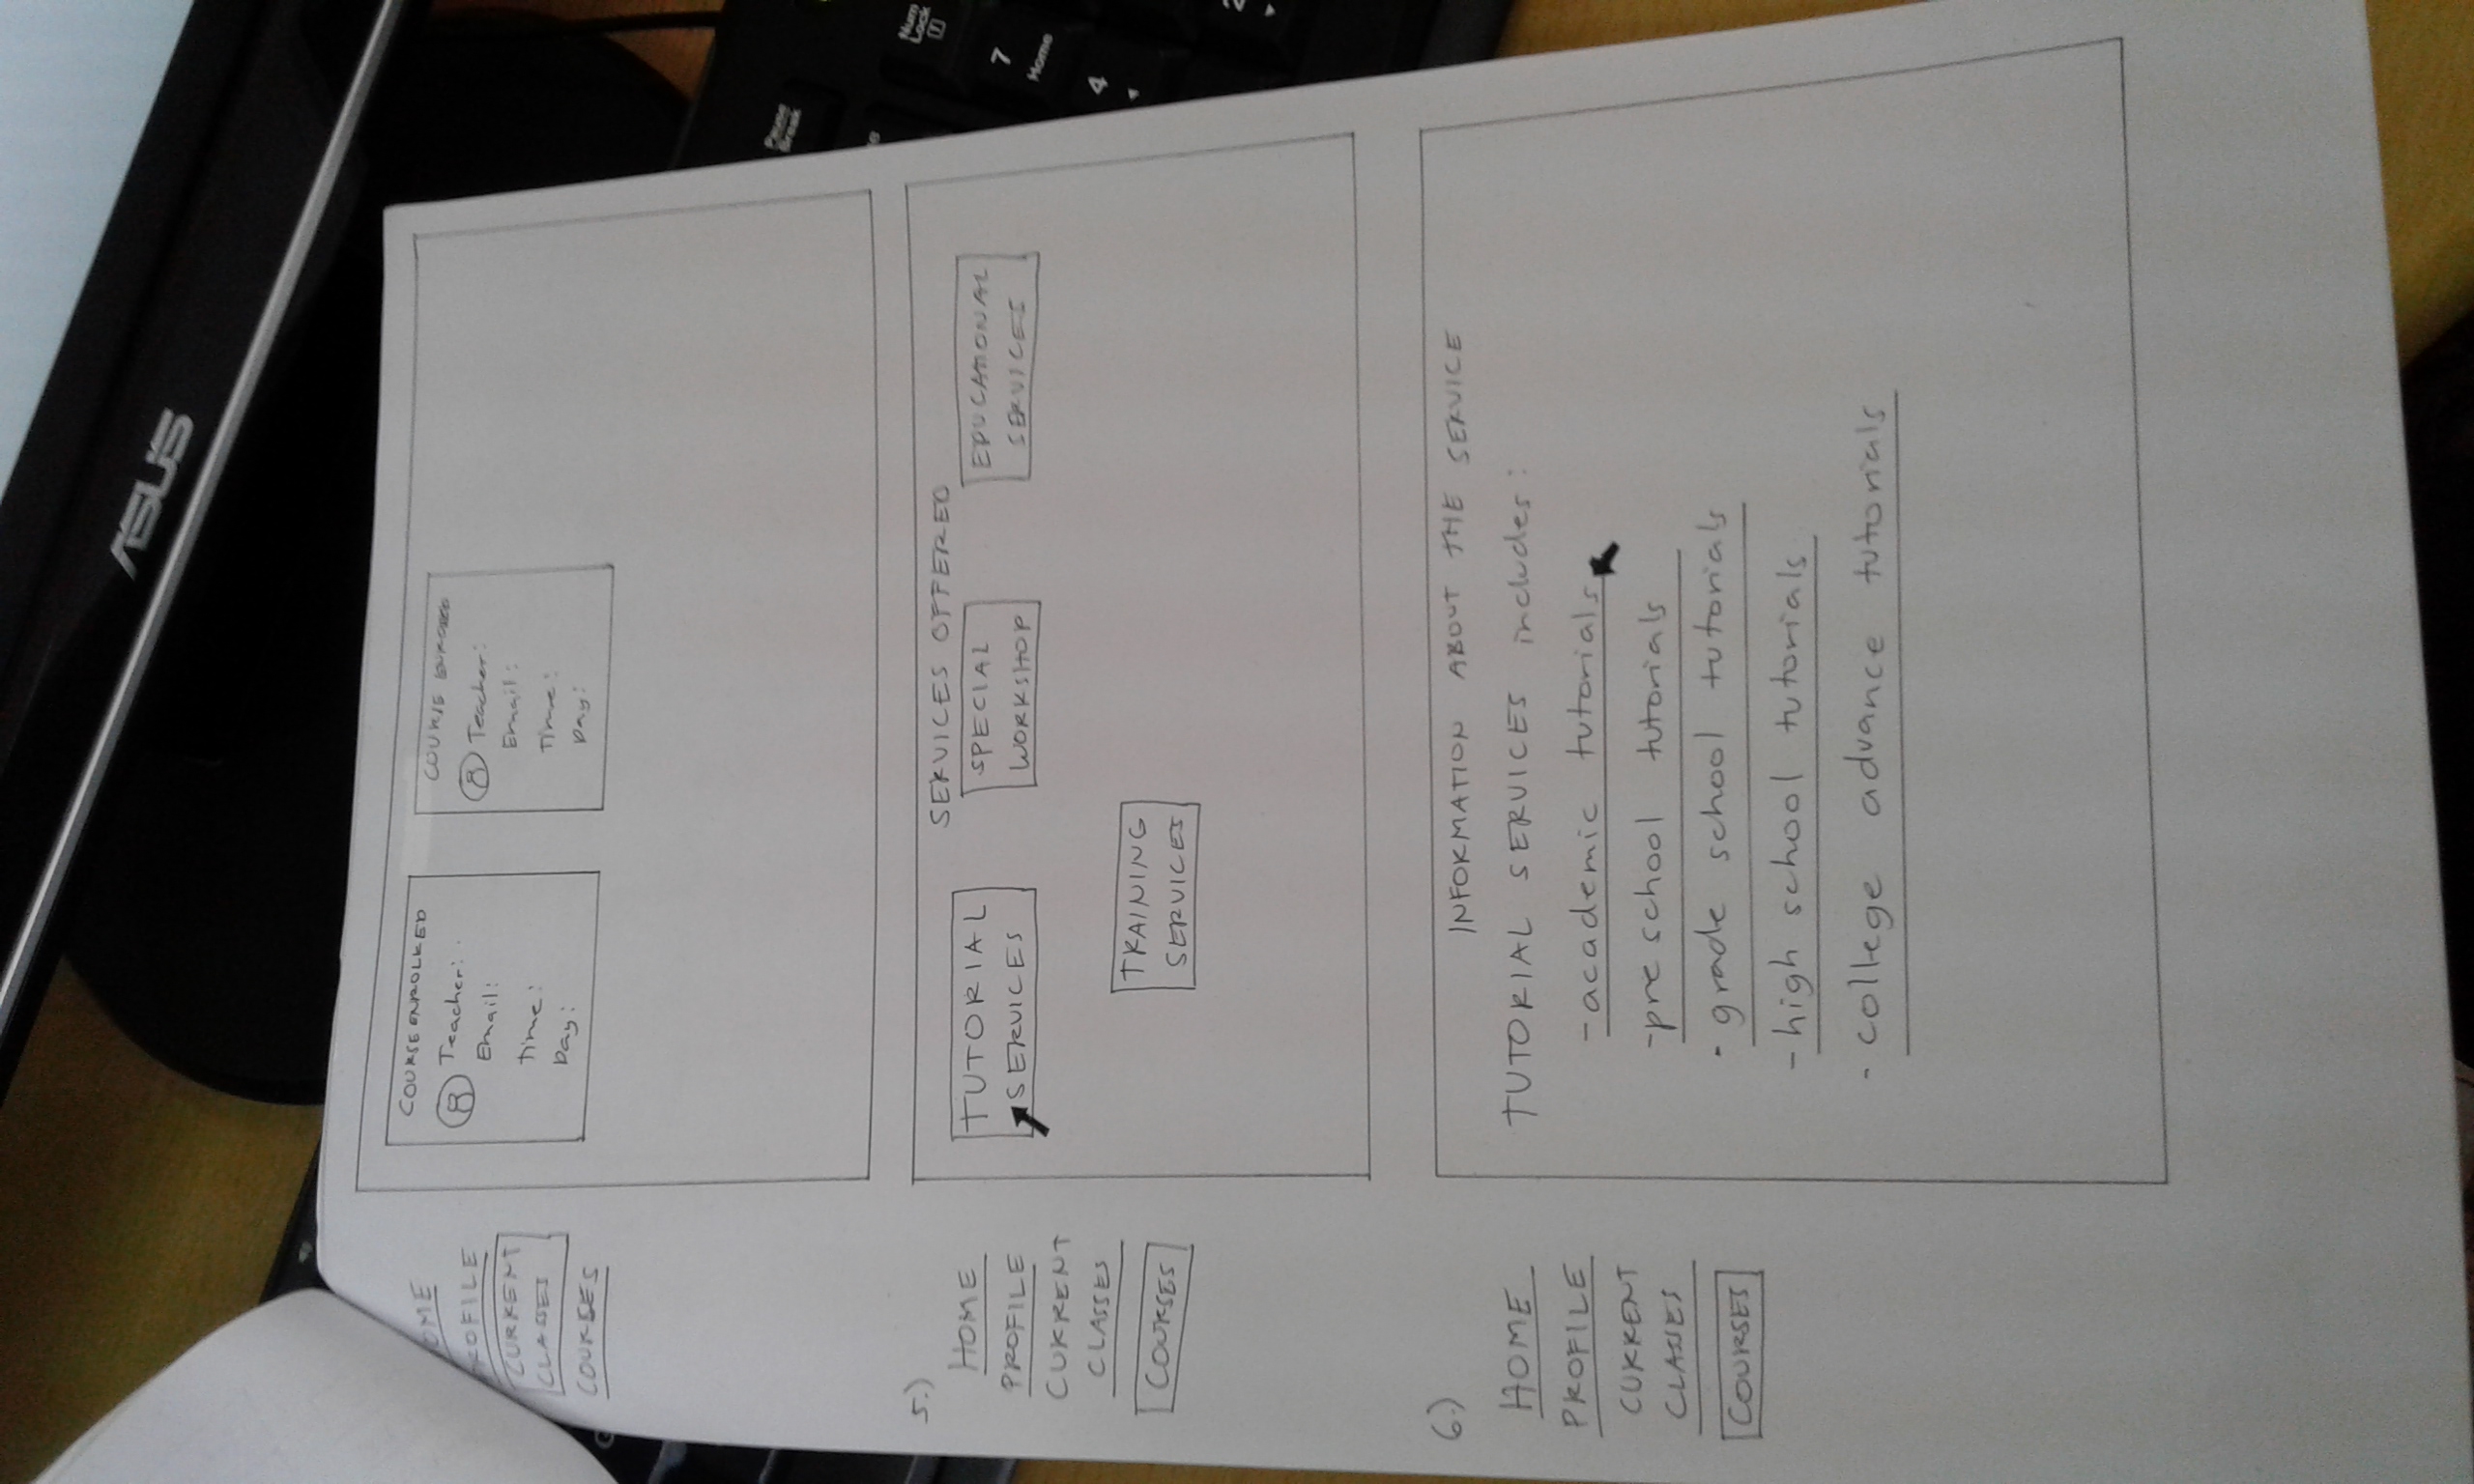 ASUS
OME
ROFILE
CURRENT
CLASSES
COURSES
COURSE ENROLKED
Teacher:
Email:
time:
Day:
COURSE
Teacher:
Email:
Time:
Day:
5.)
HOME
PROFILE
CURRENT
CLASSES
COURSES
SERVICES OFFERED
TUTORIAL
SERVICES
SPECIAL
WORKSHOP
EDUCATIONAL
SERVICES
TRAINING
SERVICES
6.)
HOME
PROFILE
CURRENT
CLASSES
COURSES
INFORMATION ABOUT THE SERVICE
TUTORIAL SERVICES includes:
- academic tutorials
- pre school tutorials
- grade school tutorials
- high school tutorials
- college advance tutorials
Pause
Break
Num
Lock
7
Home
4
2